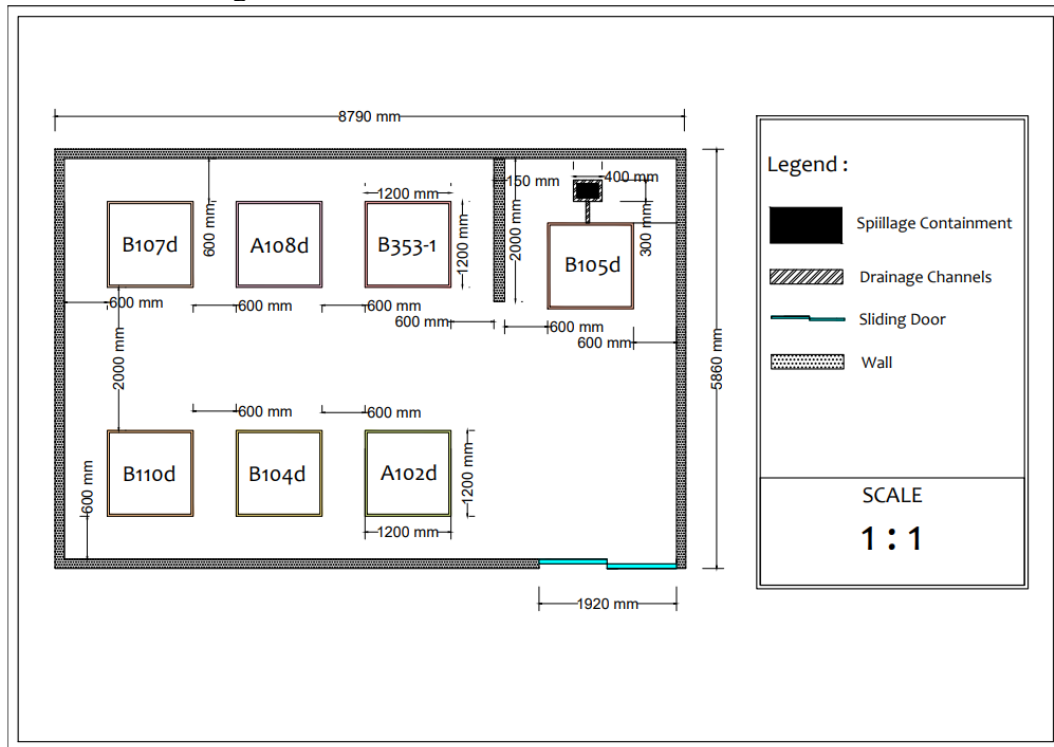 8790 mm
150 mm
400 mm
1200 mm
Legend :
B107d
600 mm
A108d
B353-1
1200 mm
2000 mm
B105d
300 mm
Spiillage Containment
Drainage Channels
600 mm
600 mm
600 mm
600 mm
600 mm
600 mm
Sliding Door
Wall
2000 mm
5860 mm
600 mm
600 mm
B110d
B104d
A102d
1200 mm
600 mm
1200 mm
SCALE
1 : 1
1920 mm